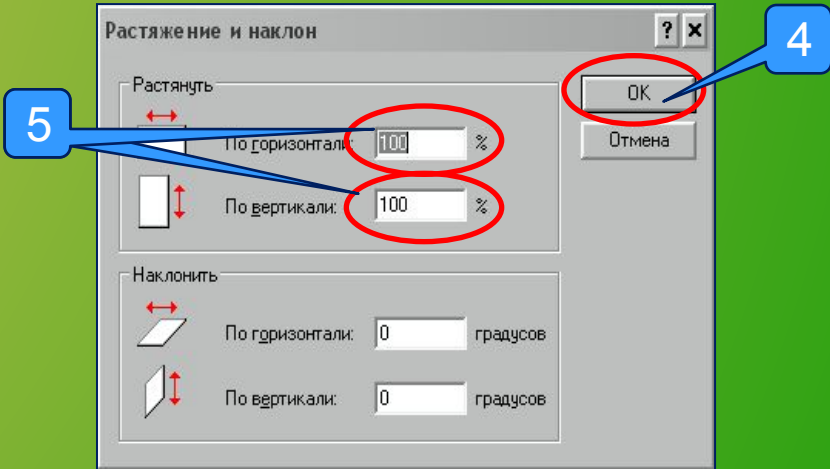 Растяжение и наклон ? ×
4
Растянуть
OK
5
По горизонтали: 100 %
Отмена
По вертикали: 100 %
Наклонить
По горизонтали: 0 градусов
По вертикали: 0 градусов